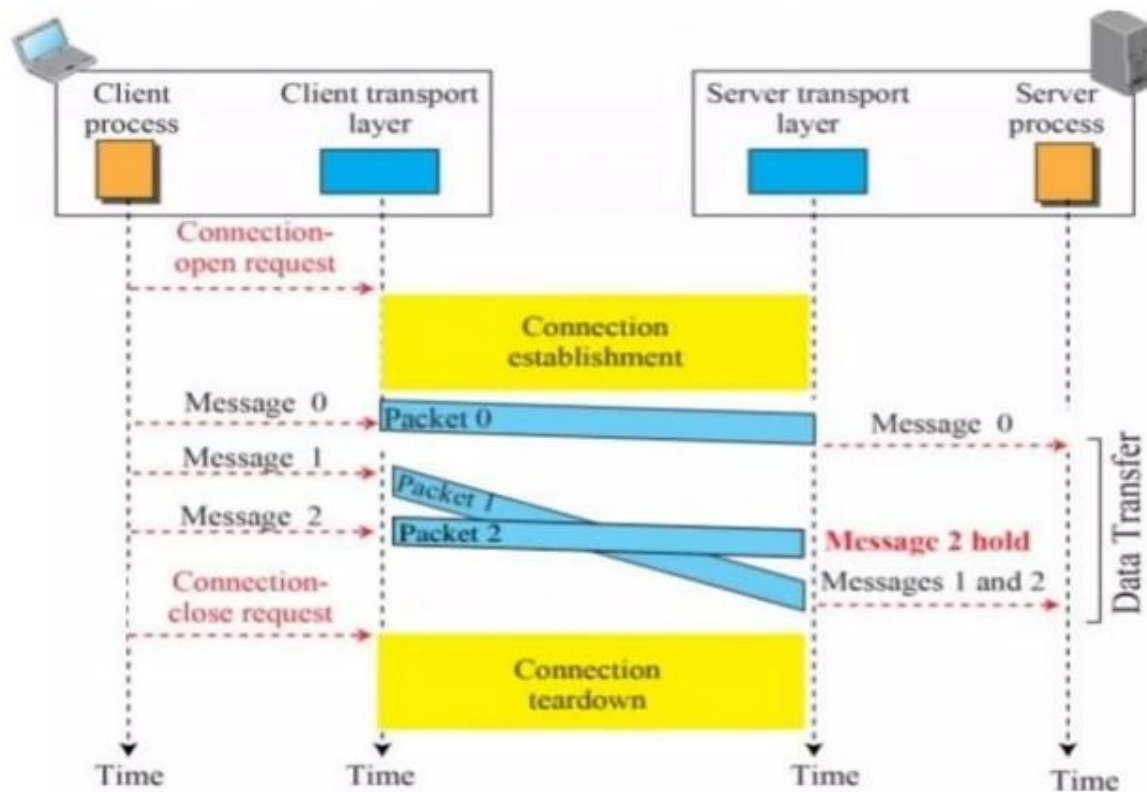 Client
process
Client transport
layer
Server transport
layer
Server
process
Connection-
open request
Connection
establishment
Message 0
Packet 0
Message 0
Message 1
Packet 1
Message 2
Packet 2
Message 2 hold
Messages 1 and 2
Data Transfer
Connection-
close request
Connection
teardown
Time
Time
Time
Time